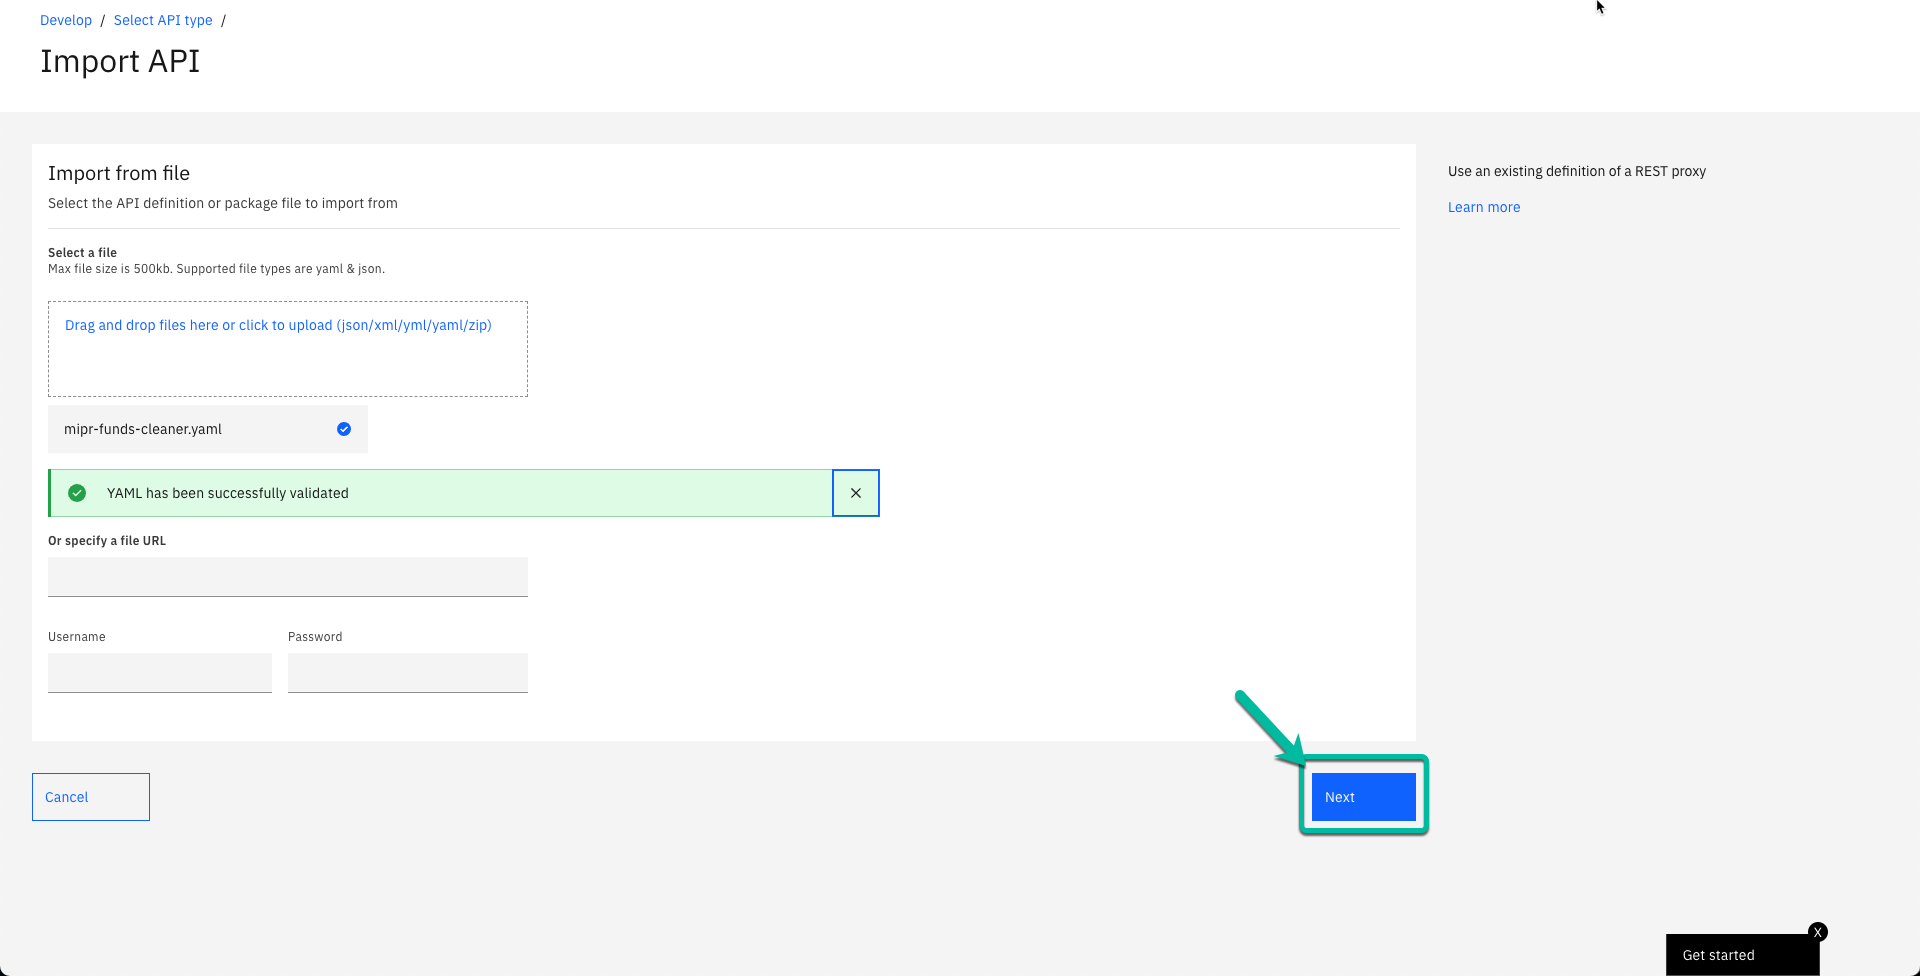 Develop / Select API type /
Import API
Import from file
Select the API definition or package file to import from
Select a file
Max file size is 500kb. Supported file types are yaml & json.
Drag and drop files here or click to upload (json/xml/yml/yaml/zip)
mipr-funds-cleaner.yaml
YAML has been successfully validated
Or specify a file URL
Username Password
Cancel
Next
Use an existing definition of a REST proxy
Learn more
X
Get started